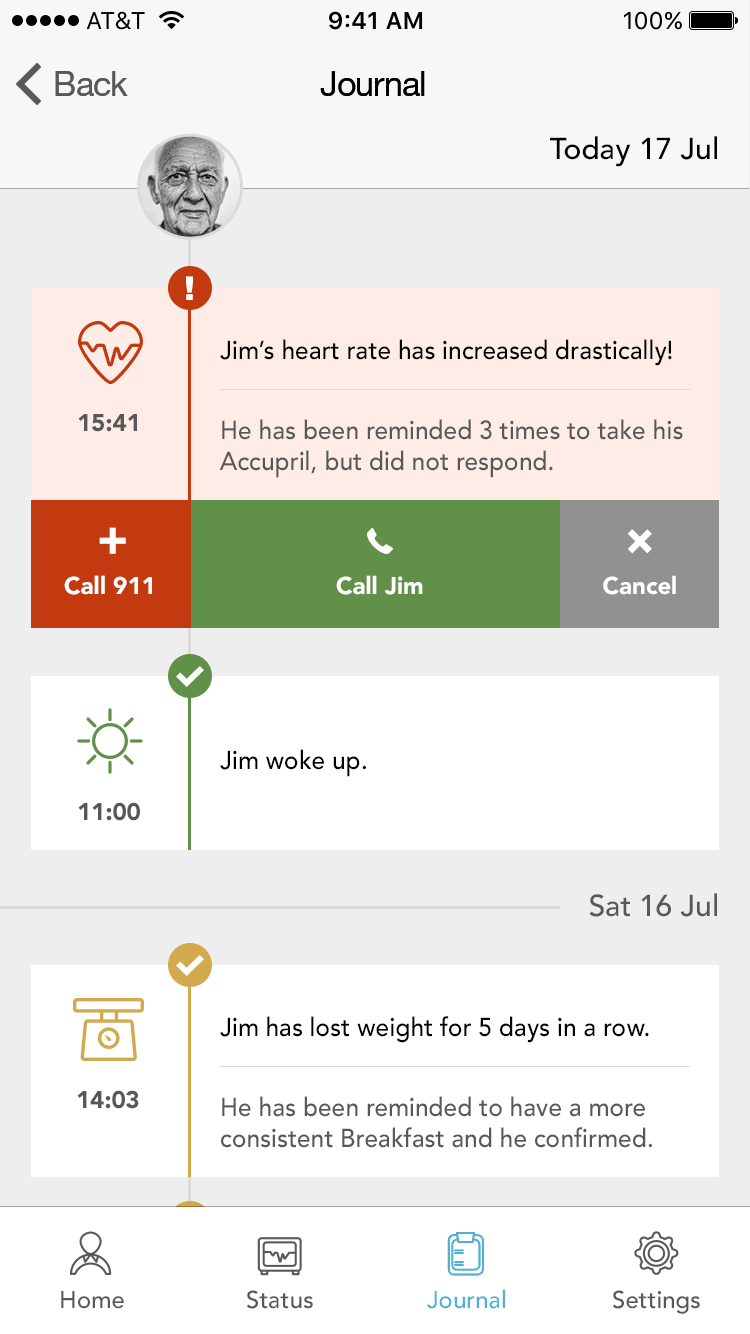 AT&T 9:41 AM 100%
Back Journal
Today 17 Jul
Jim's heart rate has increased drastically!
15:41
He has been reminded 3 times to take his
Accupril, but did not respond.
Call 911 Call Jim Cancel
Jim woke up.
11:00
Sat 16 Jul
Jim has lost weight for 5 days in a row.
14:03
He has been reminded to have a more
consistent Breakfast and he confirmed.
Home Status Journal Settings